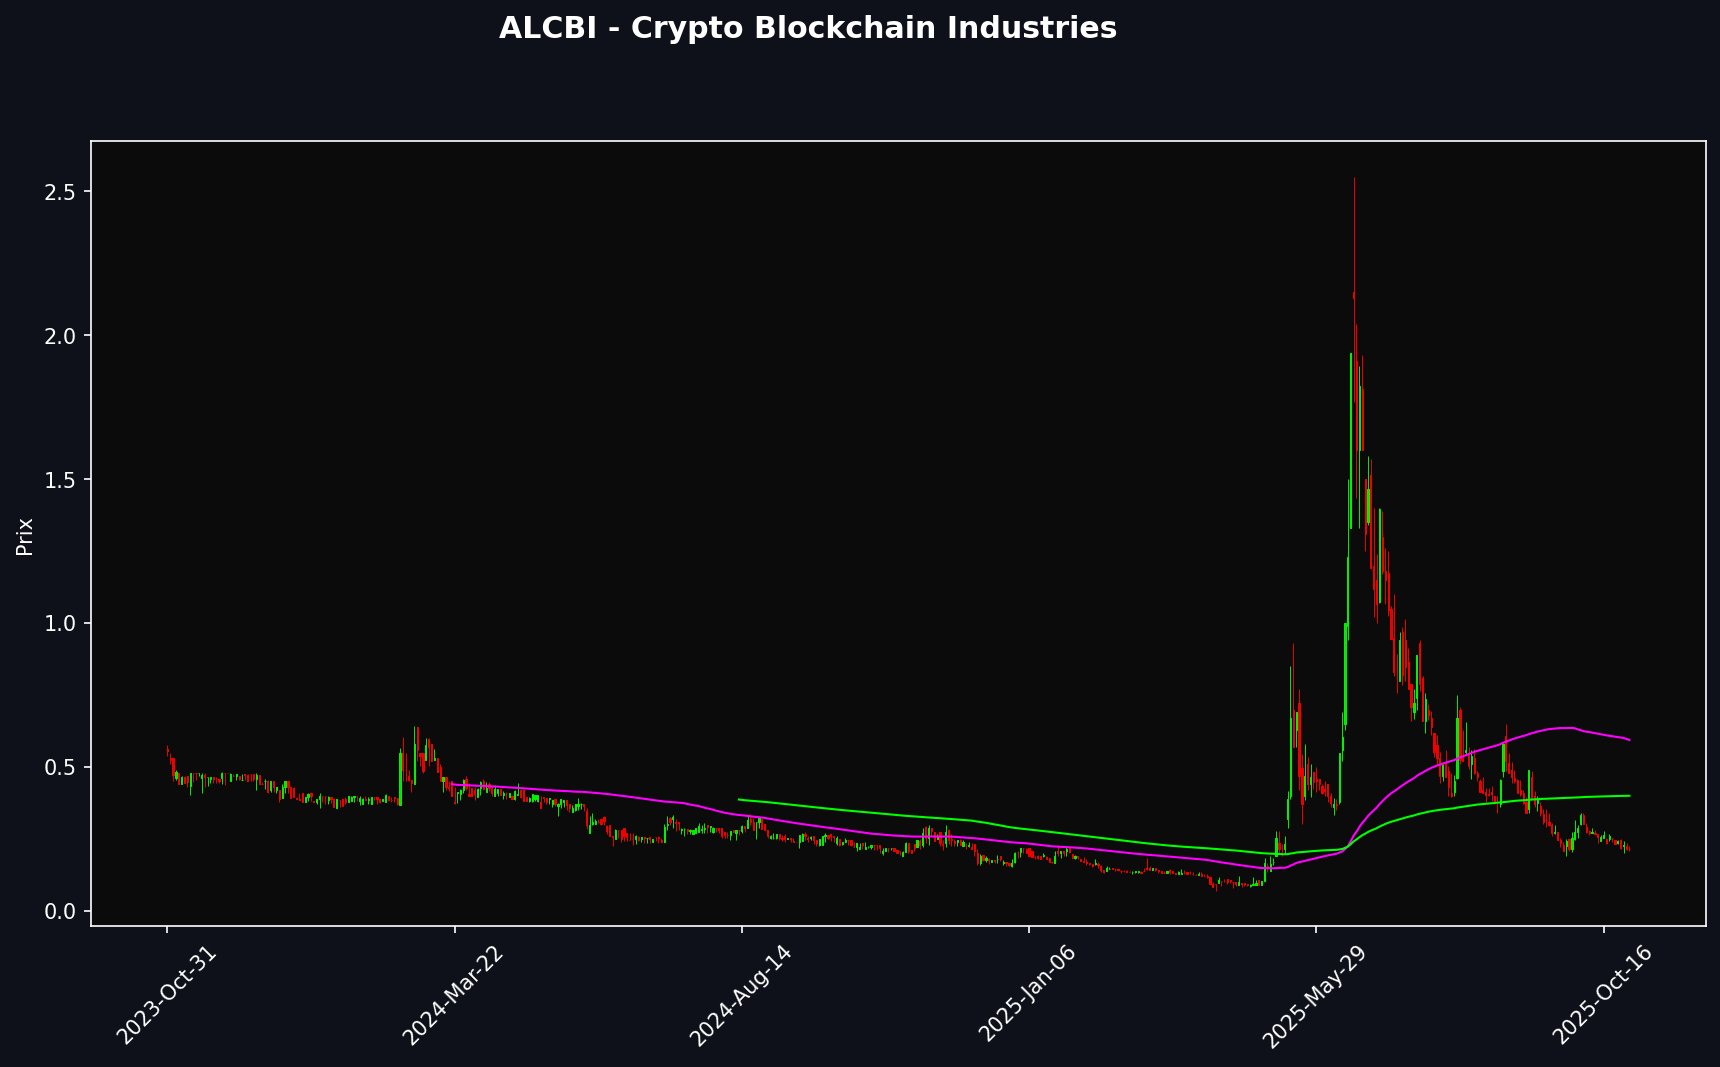 ALCBI - Crypto Blockchain Industries
Prix
2.5
2.0
1.5
1.0
0.5
0.0
2023-Oct-31
2024-Mar-22
2024-Aug-14
2025-Jan-06
2025-May-29
2025-Oct-16